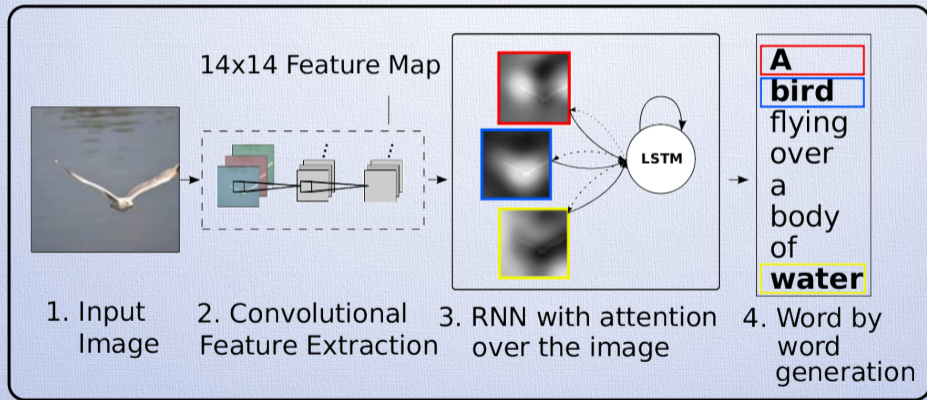 14x14 Feature Map
LSTM
A
bird
flying
over
a
body
of
water
1. Input
Image
2. Convolutional
Feature Extraction
3. RNN with attention
over the image
4. Word by
word
generation